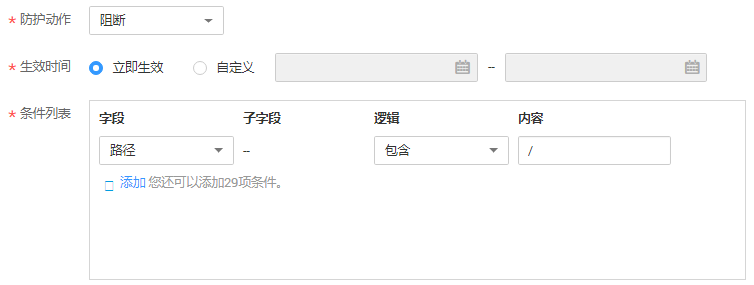 * 防护动作 阻断
* 生效时间 立即生效 自定义 --
* 条件列表 字段 子字段 逻辑 内容
路径 -- 包含 /
添加 您还可以添加29项条件。